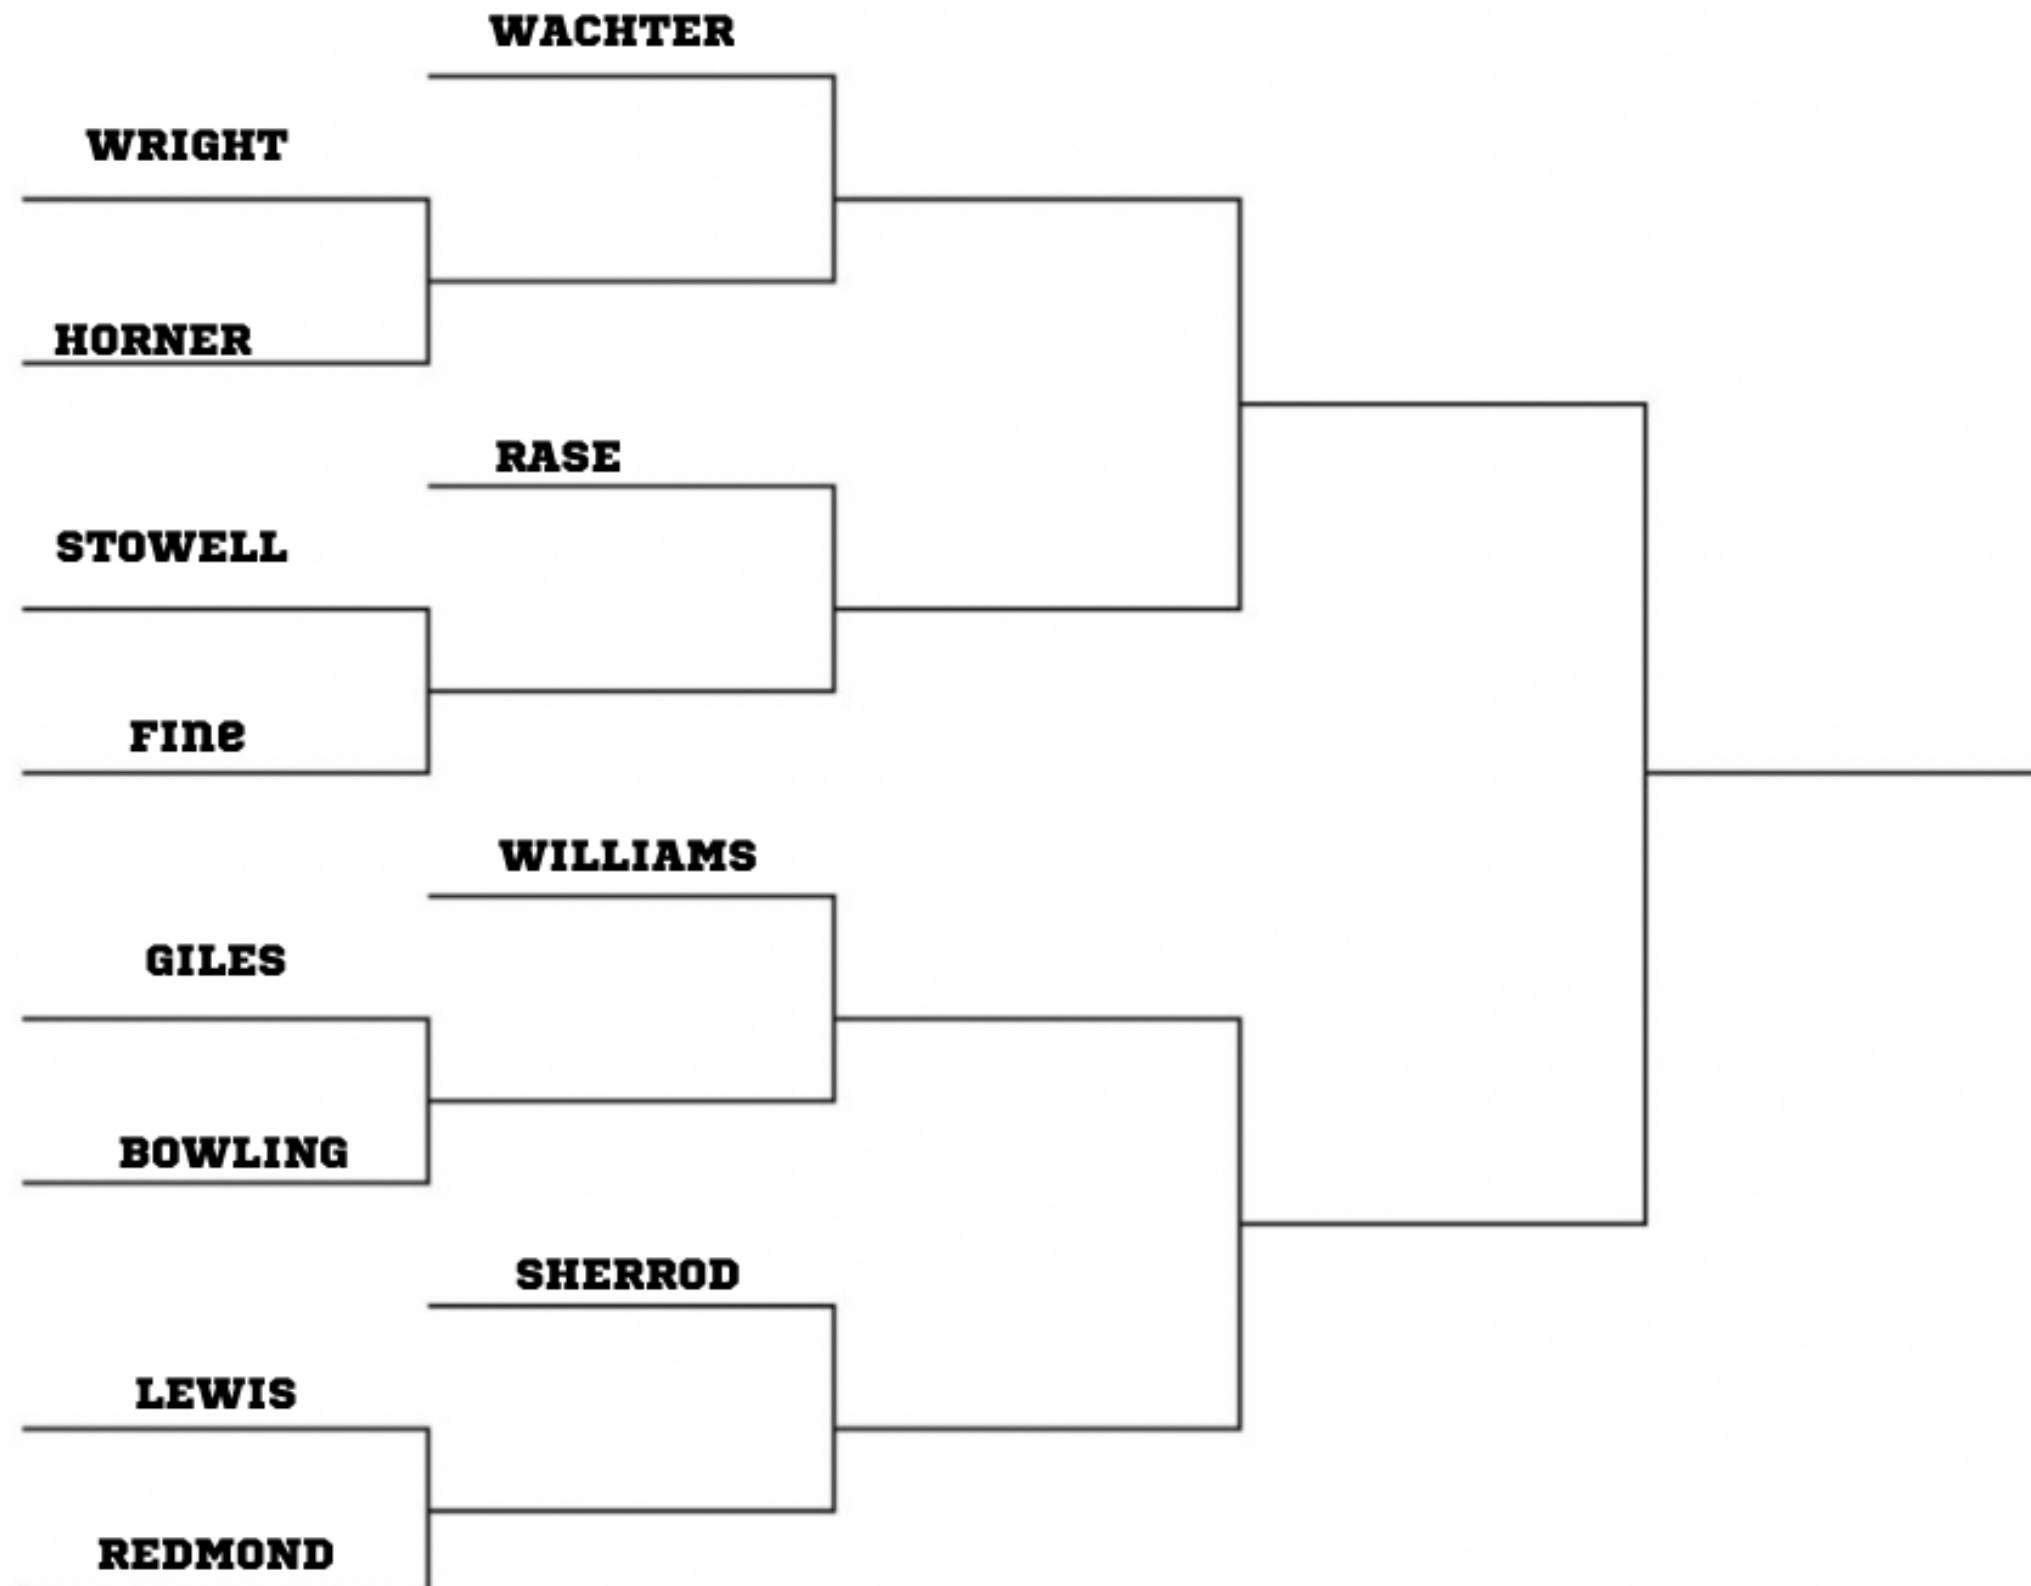 WACHTER
WRIGHT
HORNER
RASE
STOWELL
FIne
WILLIAMS
GILES
BOWLING
SHERROD
LEWIS
REDMOND